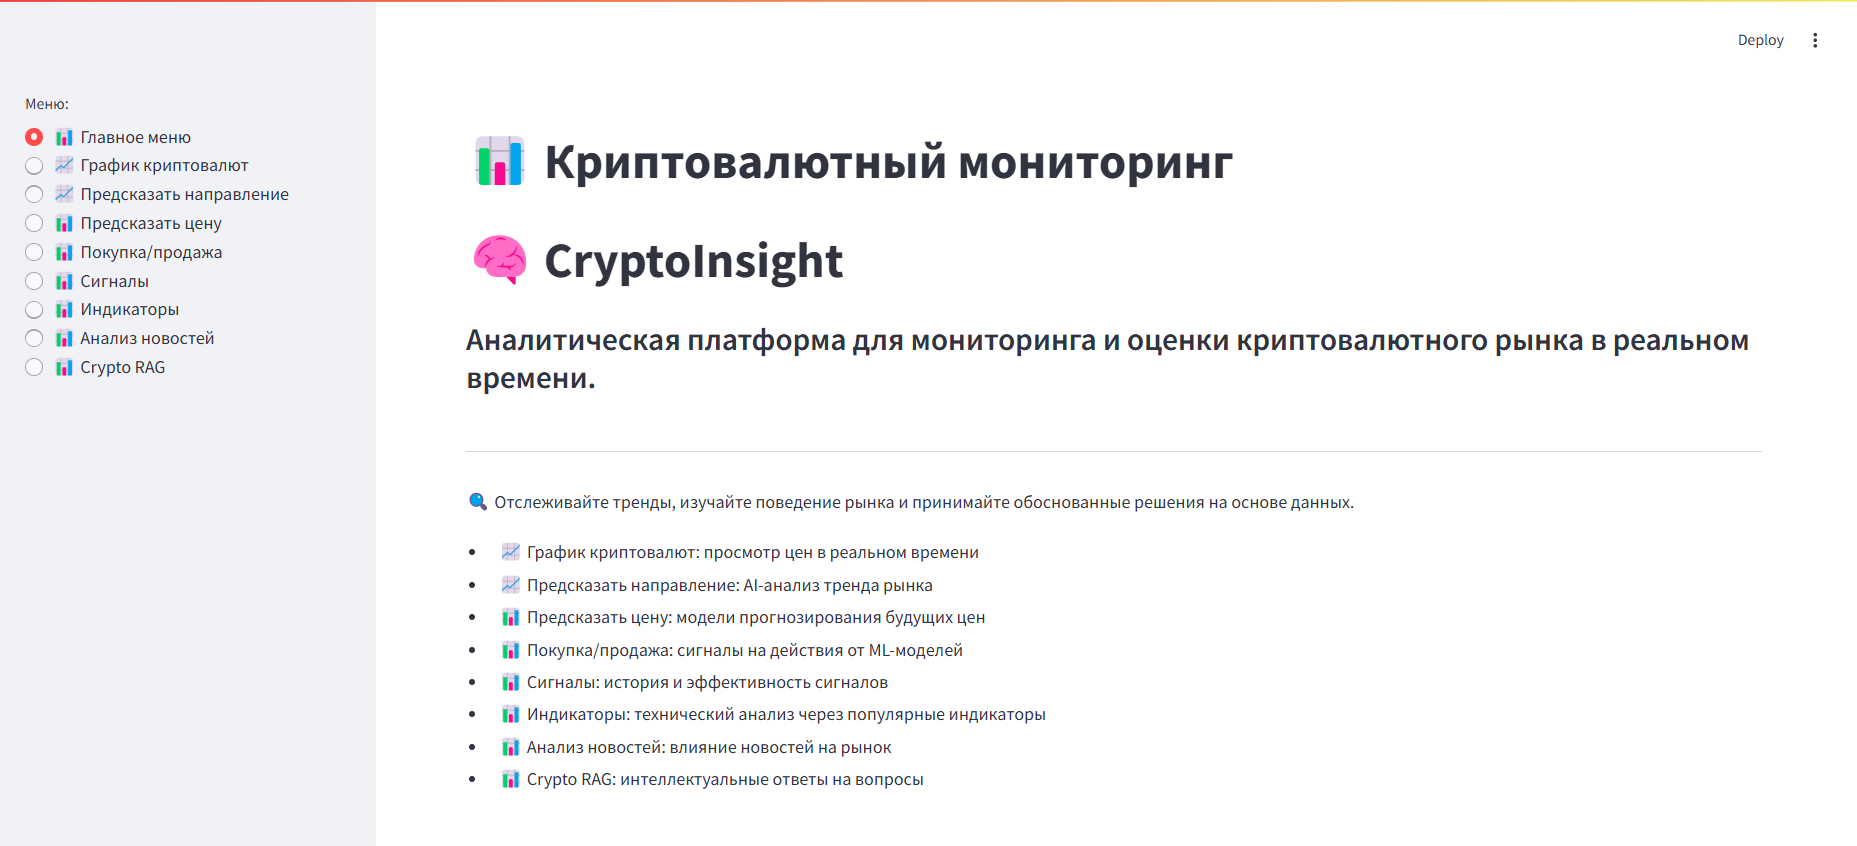 Deploy
Меню:
Главное меню
График криптовалют
Предсказать направление
Предсказать цену
Покупка/продажа
Сигналы
Индикаторы
Анализ новостей
Crypto RAG
Криптовалютный мониторинг
CryptoInsight
Аналитическая платформа для мониторинга и оценки криптовалютного рынка в реальном
времени.
Отслеживайте тренды, изучайте поведение рынка и принимайте обоснованные решения на основе данных.
График криптовалют: просмотр цен в реальном времени
Предсказать направление: AI-анализ тренда рынка
Предсказать цену: модели прогнозирования будущих цен
Покупка/продажа: сигналы на действия от ML-моделей
Сигналы: история и эффективность сигналов
Индикаторы: технический анализ через популярные индикаторы
Анализ новостей: влияние новостей на рынок
Crypto RAG: интеллектуальные ответы на вопросы